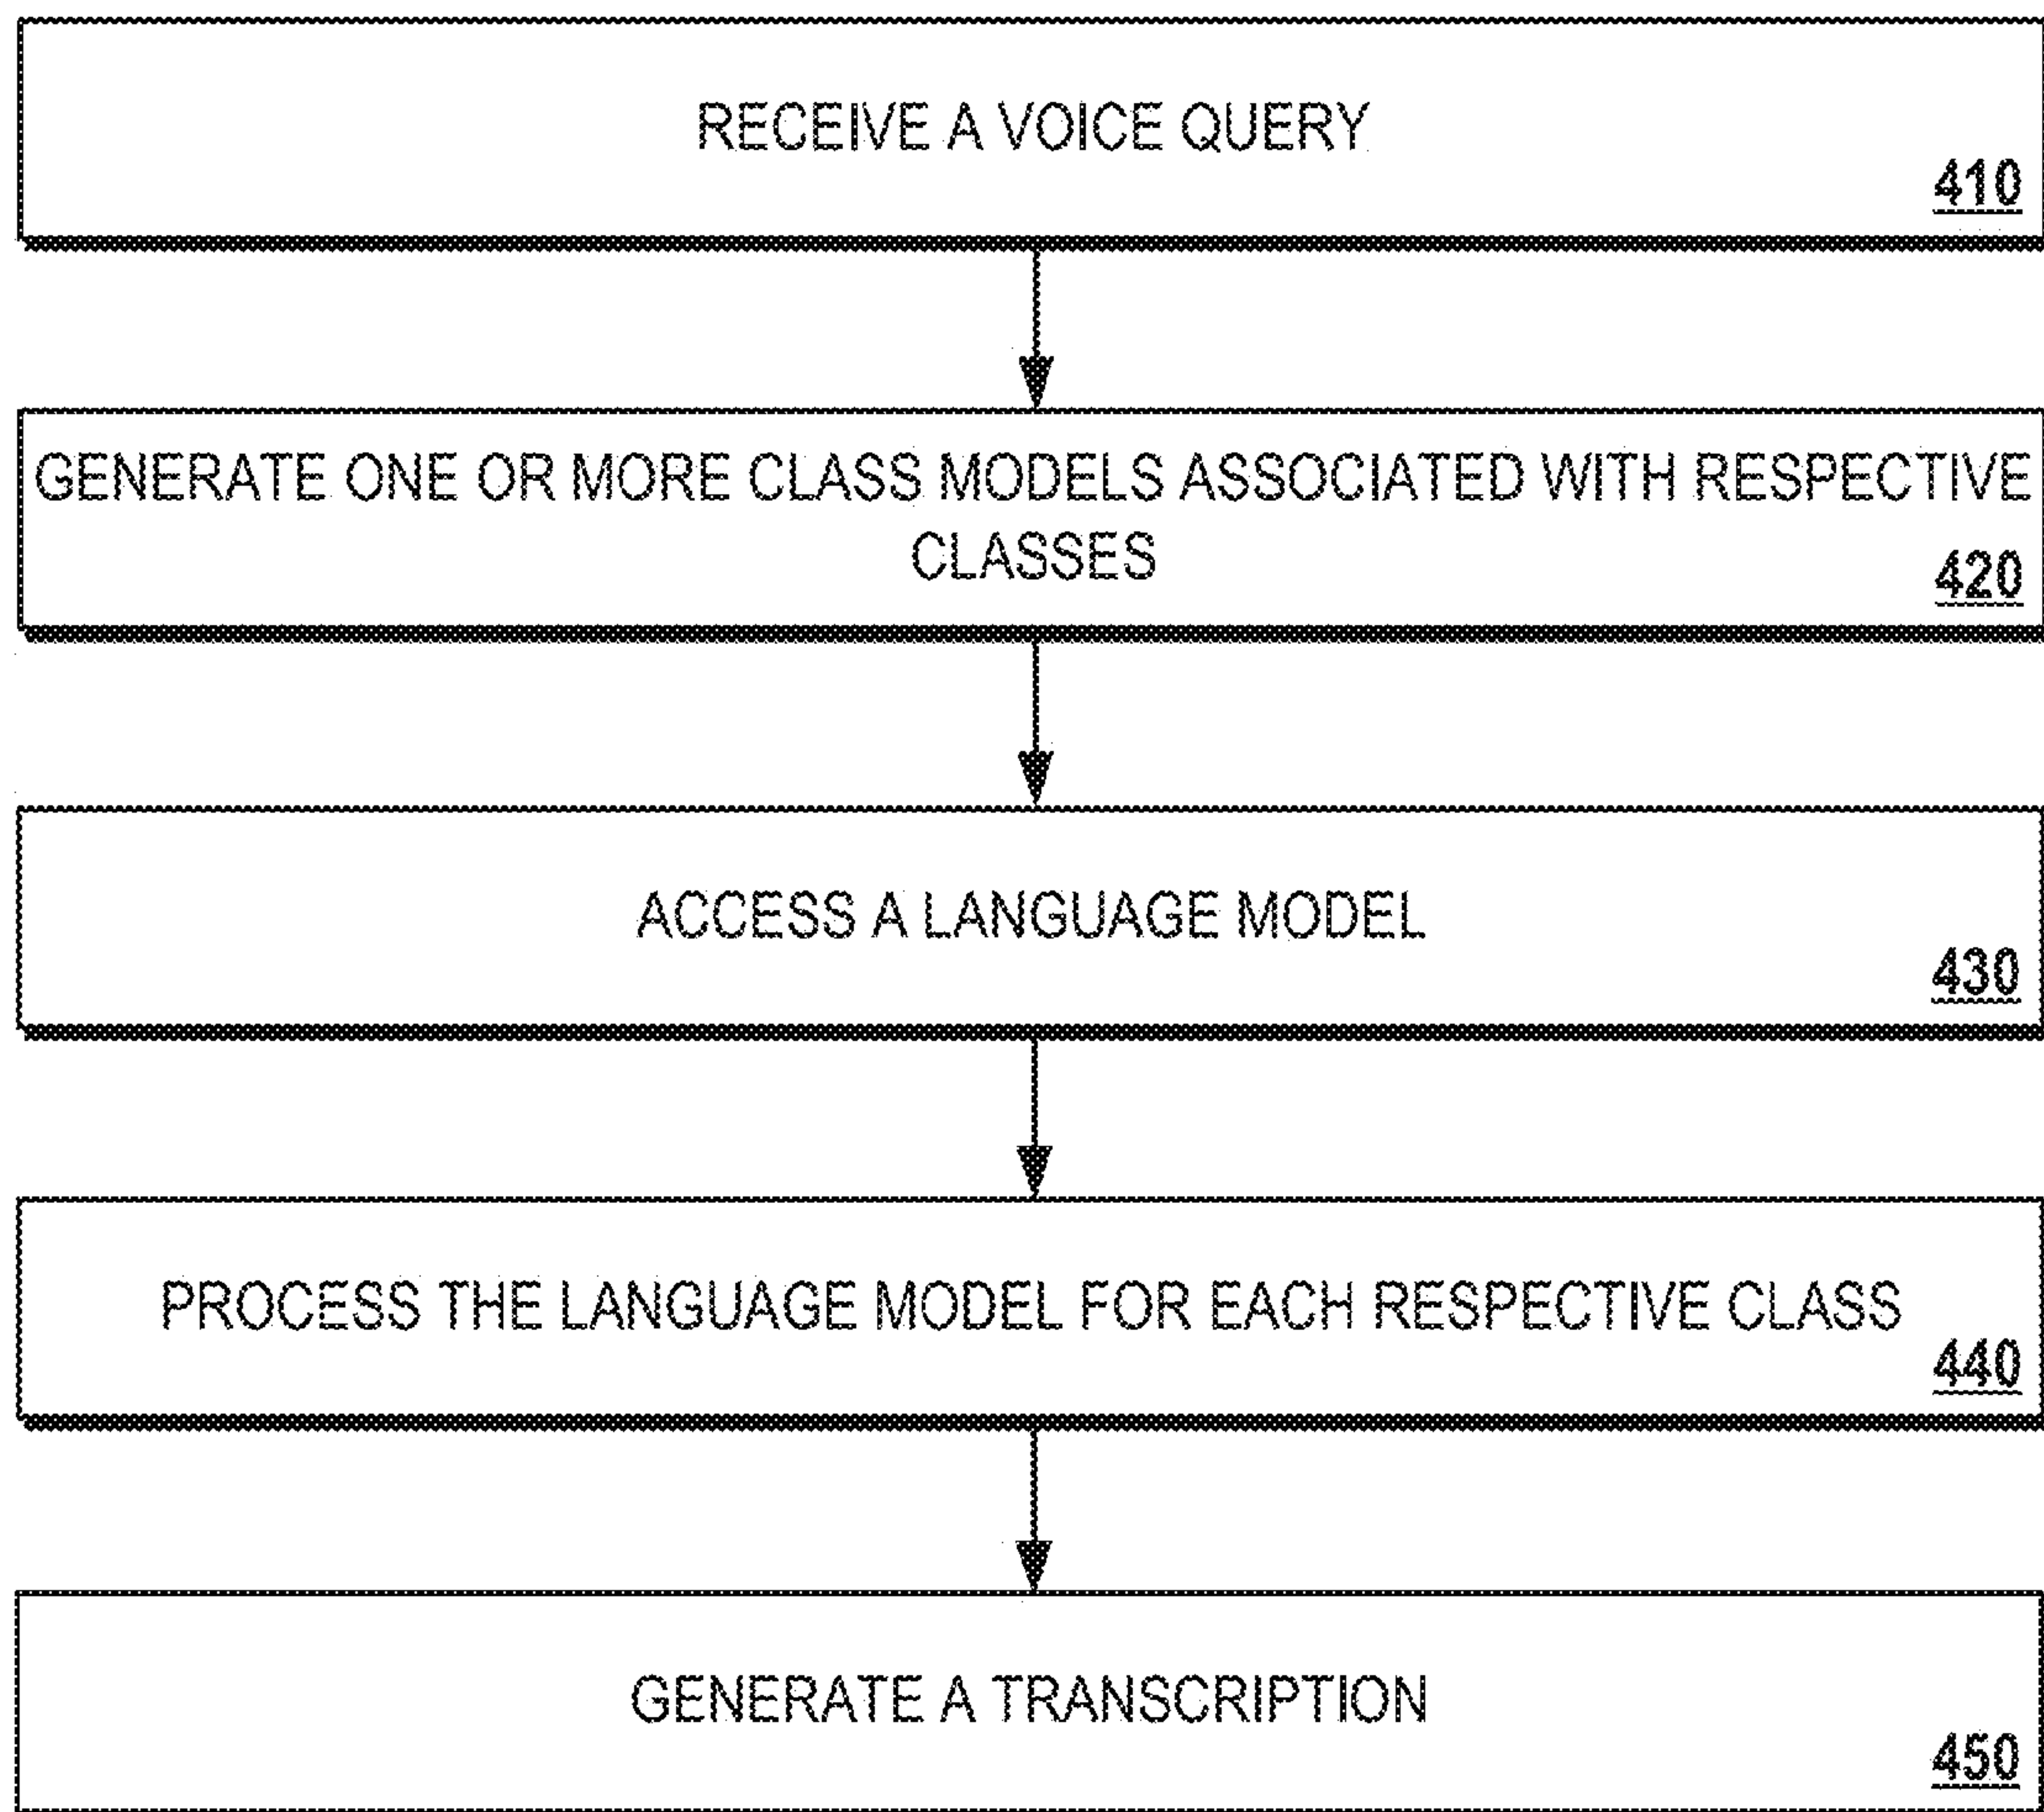 RECEIVE A VOICE QUERY
410
GENERATE ONE OR MORE CLASS MODELS ASSOCIATED WITH RESPECTIVE
CLASSES
420
ACCESS A LANGUAGE MODEL
430
PROCESS THE LANGUAGE MODEL FOR EACH RESPECTIVE CLASS
440
GENERATE A TRANSCRIPTION
450